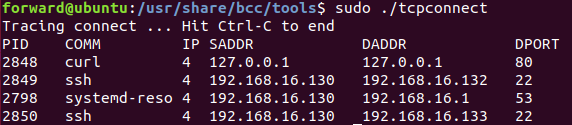 forward@ubuntu:/usr/share/bcc/tools$ sudo ./tcpconnect
Tracing connect ... Hit Ctrl-C to end
PID COMM IP SADDR DADDR DPORT
2848 curl 4 127.0.0.1 127.0.0.1 80
2849 ssh 4 192.168.16.130 192.168.16.132 22
2798 systemd-reso 4 192.168.16.130 192.168.16.1 53
2850 ssh 4 192.168.16.130 192.168.16.133 22